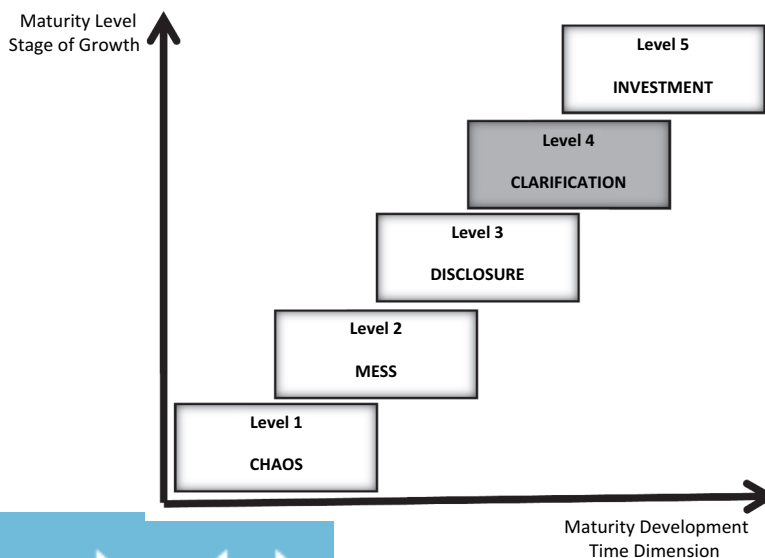 Maturity Level
Stage of Growth
Level 5
INVESTMENT
Level 4
CLARIFICATION
Level 3
DISCLOSURE
Level 2
MESS
Level 1
CHAOS
Maturity Development
Time Dimension